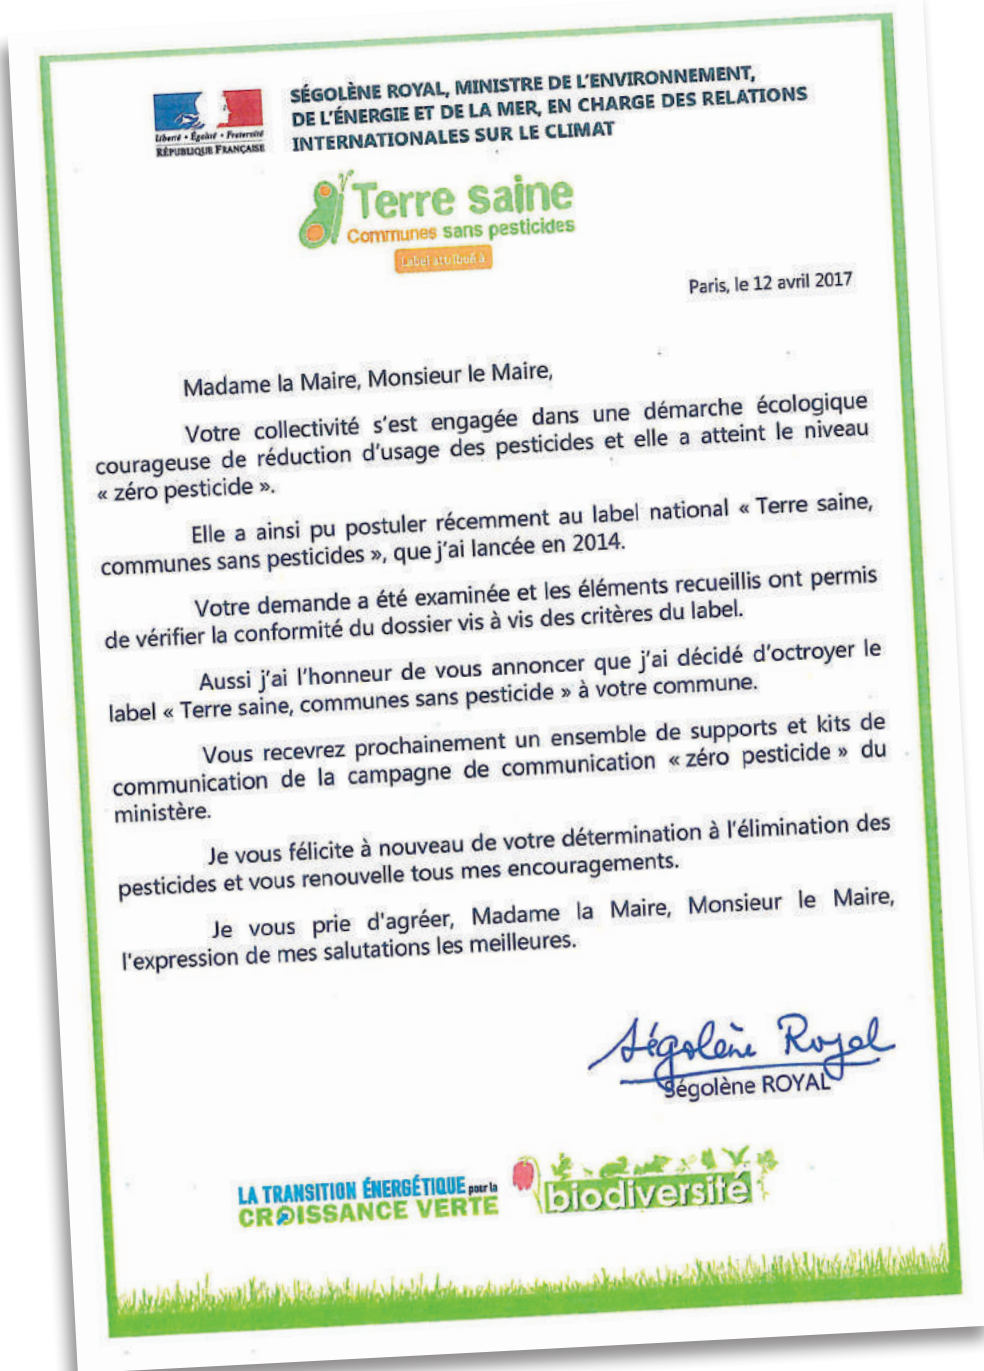 Liberté • Égalité • Fraternité
RÉPUBLIQUE FRANÇAISE
SÉGOLÈNE ROYAL, MINISTRE DE L'ENVIRONNEMENT,
DE L'ÉNERGIE ET DE LA MER, EN CHARGE DES RELATIONS
INTERNATIONALES SUR LE CLIMAT
Terre saine
Communes sans pesticides
Label attribué à
Paris, le 12 avril 2017
Madame la Maire, Monsieur le Maire,
Votre collectivité s'est engagée dans une démarche écologique
courageuse de réduction d'usage des pesticides et elle a atteint le niveau
« zéro pesticide ».
Elle a ainsi pu postuler récemment au label national « Terre saine,
communes sans pesticides », que j'ai lancée en 2014.
Votre demande a été examinée et les éléments recueillis ont permis
de vérifier la conformité du dossier vis à vis des critères du label.
Aussi j'ai l'honneur de vous annoncer que j'ai décidé d'octroyer le
label « Terre saine, communes sans pesticide » à votre commune.
Vous recevrez prochainement un ensemble de supports et kits de
communication de la campagne de communication « zéro pesticide » du
ministère.
Je vous félicite à nouveau de votre détermination à l'élimination des
pesticides et vous renouvelle tous mes encouragements.
Je vous prie d'agréer, Madame la Maire, Monsieur le Maire,
l'expression de mes salutations les meilleures.
Ségolène Royal
Ségolène ROYAL
LA TRANSITION ÉNERGÉTIQUE pour la
CROISSANCE VERTE
biodiversité